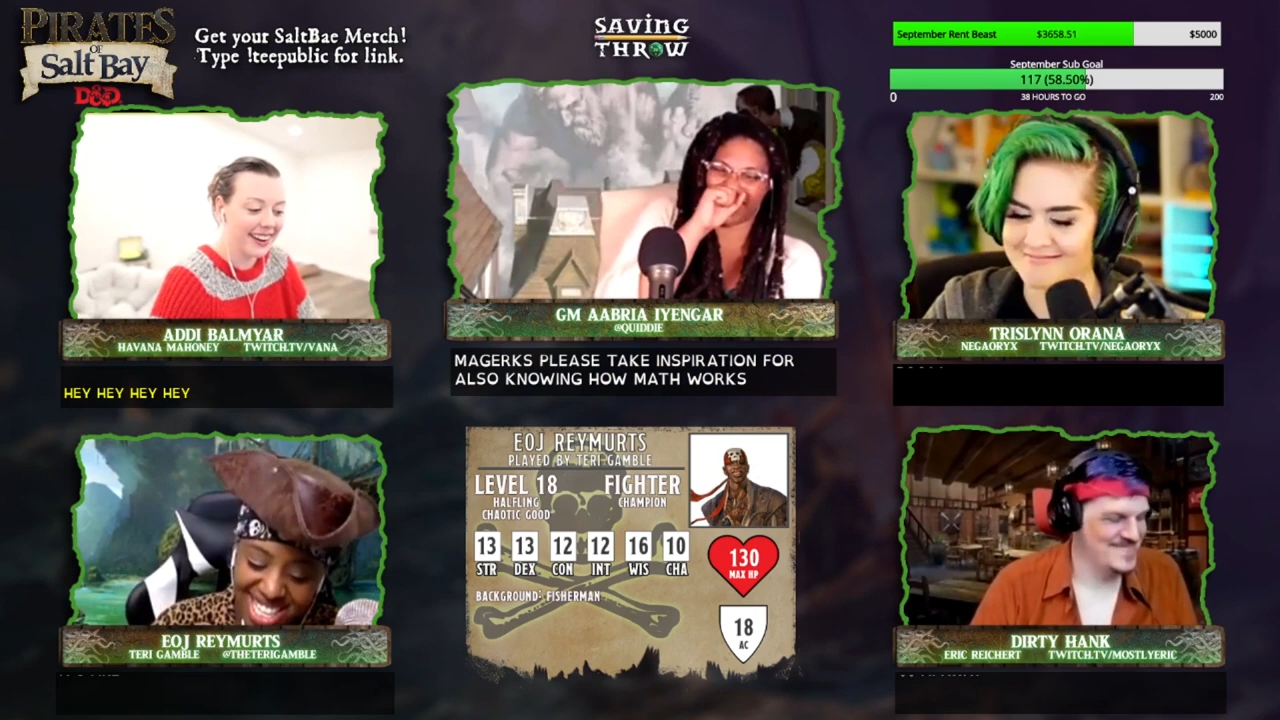 PIRATES
OF
Salt Bay
D&D
Get your SaltBae Merch!
Type !teepublic for link.
SAVING
THROW
September Rent Beast $3658.51 $5000
September Sub Goal
117 (58.50%)
0 38 HOURS TO GO 200
ADDI BALMYAR
HAVANA MAHONEY TWITCH.TV/VANA
HEY HEY HEY HEY
GM AABRIA IYENGAR
@QUIDDIE
MAGERKS PLEASE TAKE INSPIRATION FOR
ALSO KNOWING HOW MATH WORKS
TRISLYNN ORANA
NEGAORYX TWITCH.TV/NEGAORYX
EOJ REYMURTS
TERI GAMBLE @THETERIGAMBLE
EOJ REYMURTS
PLAYED BY TERI GAMBLE
LEVEL 18 FIGHTER
HALFLING CHAMPION
CHAOTIC GOOD
13 13 12 12 16 10
STR DEX CON INT WIS CHA
BACKGROUND: FISHERMAN
130
MAX HP
18
AC
DIRTY HANK
ERIC REICHERT TWITCH.TV/MOSTLYERIC